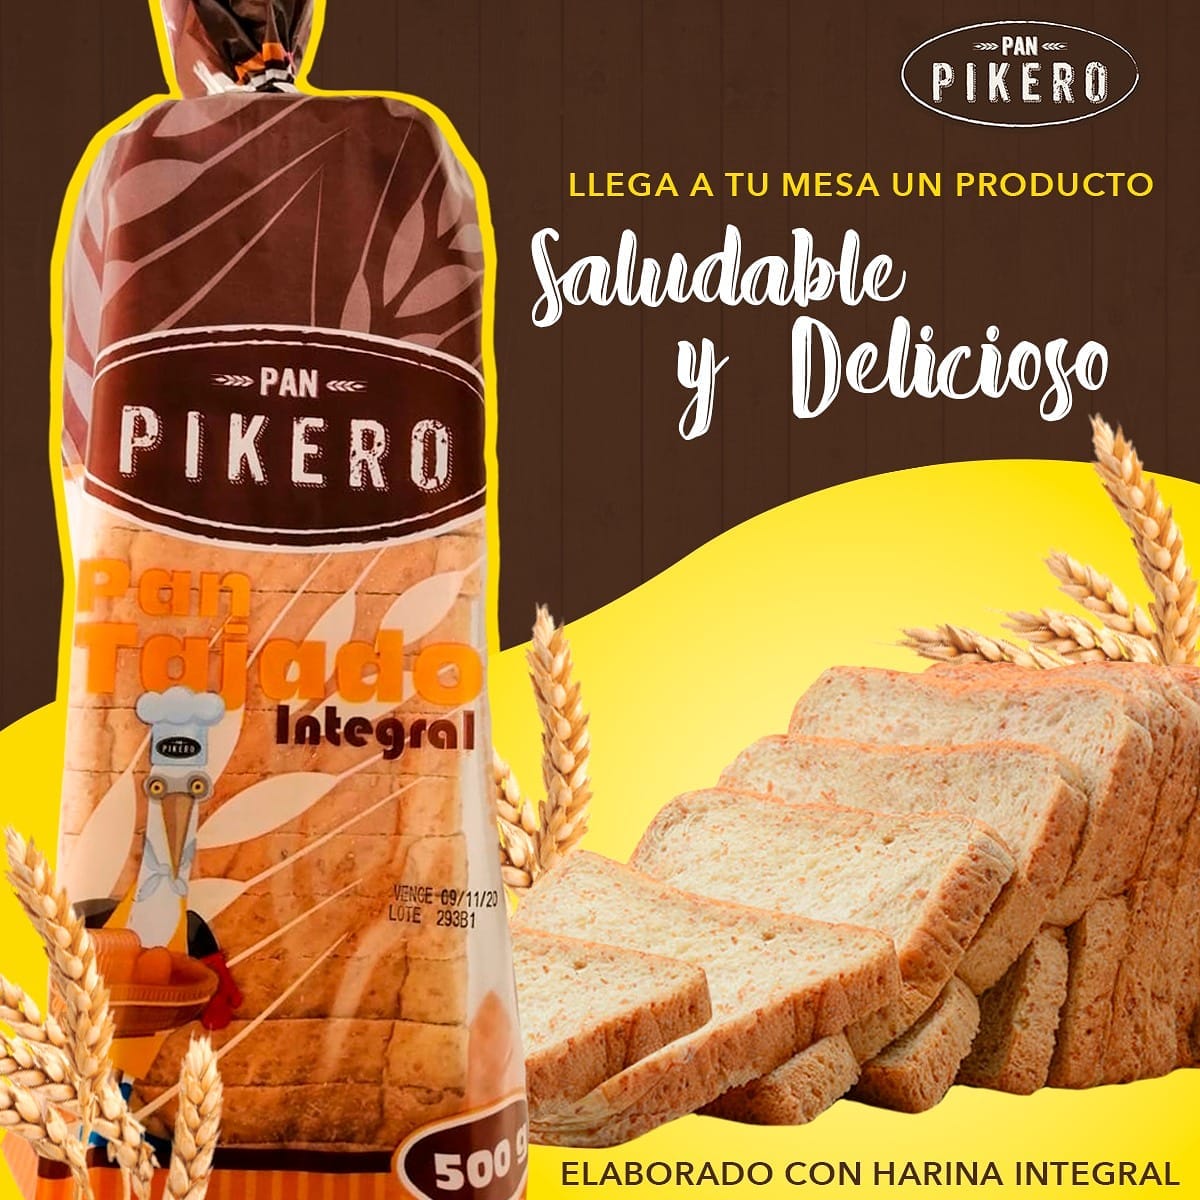 PAN
PIKERO
LLEGA A TU MESA UN PRODUCTO
Saludable
y Delicioso
PAN
PIKERO
Pan
Tajado
Integral
PIKERO
VENCE 09/11/20
LOTE 293B1
500 g
ELABORADO CON HARINA INTEGRAL